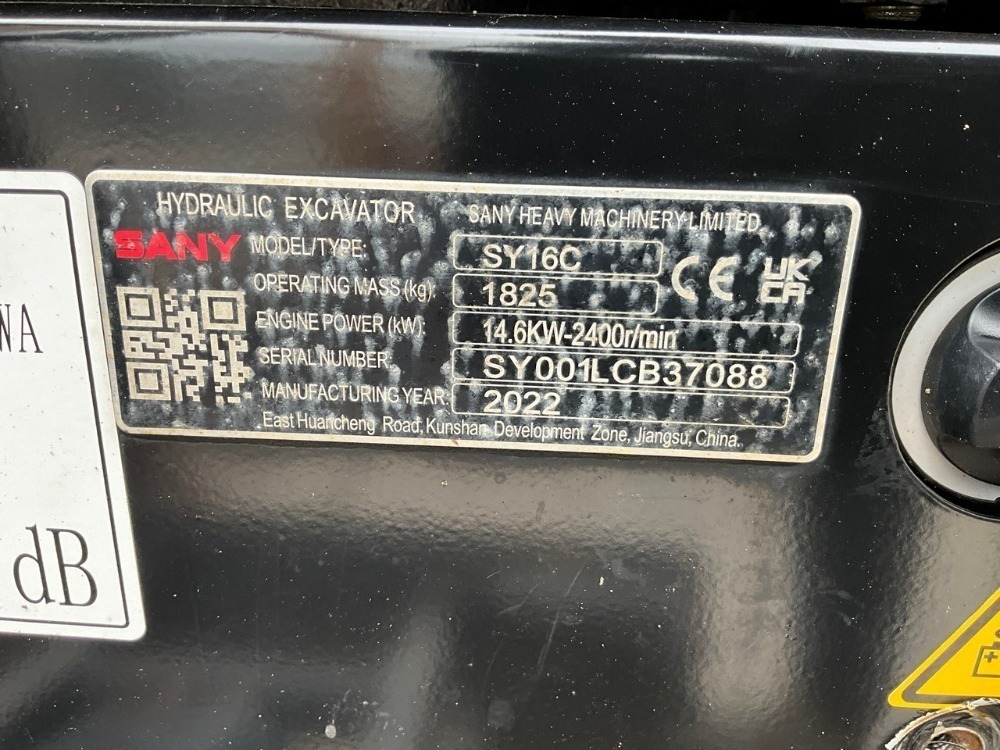 HYDRAULIC EXCAVATOR SANY HEAVY MACHINERY LIMITED
SANY MODEL/TYPE: SY16C
OPERATING MASS (kg): 1825
CE UK CA
ENGINE POWER (kW): 14.6KW-2400r/min
SERIAL NUMBER: SY001LCB37088
MANUFACTURING YEAR: 2022
East Huancheng Road, Kunshan Development Zone, Jiangsu, China.
WA
dB